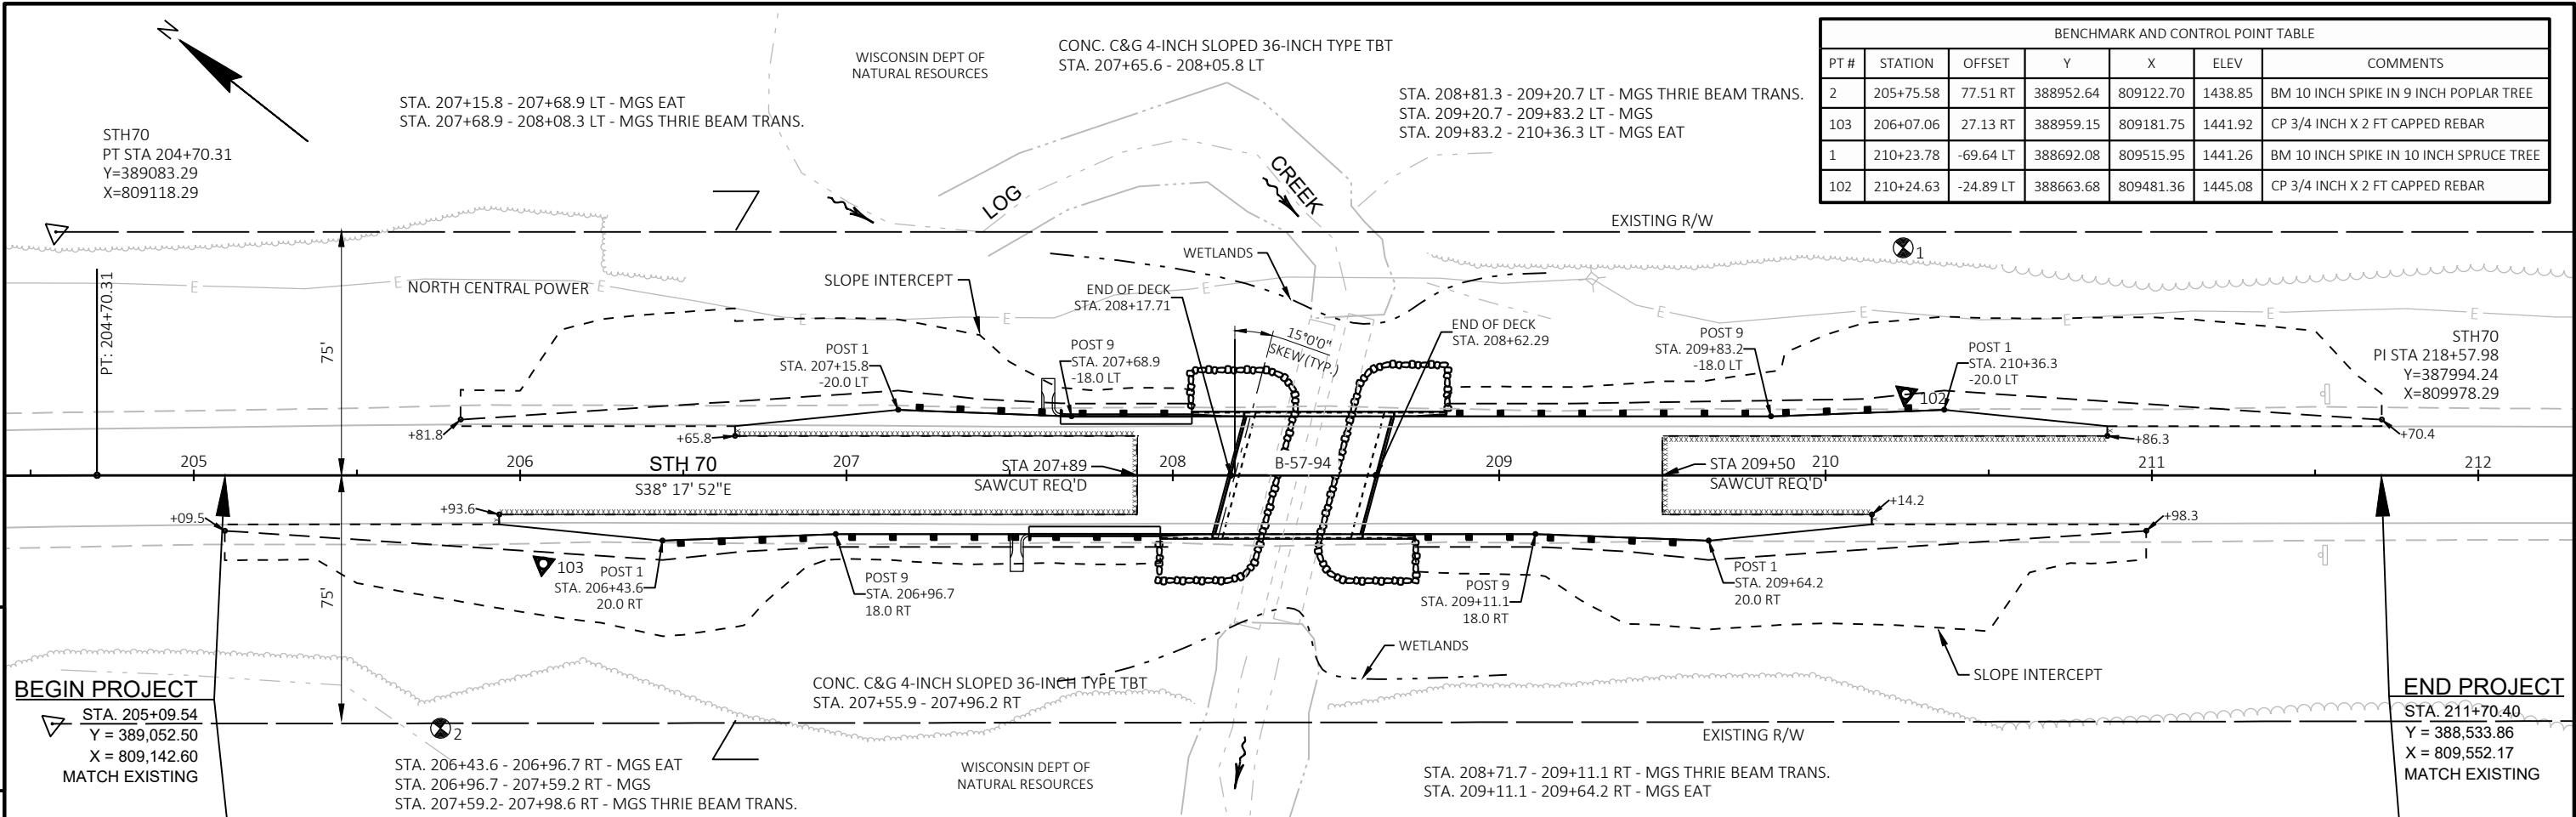 N
STH70
PT STA 204+70.31
Y=389083.29
X=809118.29
STA. 207+15.8 - 207+68.9 LT - MGS EAT
STA. 207+68.9 - 208+08.3 LT - MGS THRIE BEAM TRANS.
WISCONSIN DEPT OF
NATURAL RESOURCES
CONC. C&G 4-INCH SLOPED 36-INCH TYPE TBT
STA. 207+65.6 - 208+05.8 LT
STA. 208+81.3 - 209+20.7 LT - MGS THRIE BEAM TRANS.
STA. 209+20.7 - 209+83.2 LT - MGS
STA. 209+83.2 - 210+36.3 LT - MGS EAT
BENCHMARK AND CONTROL POINT TABLE
PT # STATION OFFSET Y X ELEV COMMENTS
2 205+75.58 77.51 RT 388952.64 809122.70 1438.85 BM 10 INCH SPIKE IN 9 INCH POPLAR TREE
103 206+07.06 27.13 RT 388959.15 809181.75 1441.92 CP 3/4 INCH X 2 FT CAPPED REBAR
1 210+23.78 -69.64 LT 388692.08 809515.95 1441.26 BM 10 INCH SPIKE IN 10 INCH SPRUCE TREE
102 210+24.63 -24.89 LT 388663.68 809481.36 1445.08 CP 3/4 INCH X 2 FT CAPPED REBAR
LOG
CREEK
EXISTING R/W
1
WETLANDS
SLOPE INTERCEPT
E
E
NORTH CENTRAL POWER
E
E
E
E
E
E
E
E
PT: 204+70.31
75'
END OF DECK
STA. 208+17.71
15°0'0"
SKEW(TYP.)
END OF DECK
STA. 208+62.29
POST 1
STA. 207+15.8
-20.0 LT
POST 9
STA. 207+68.9
-18.0 LT
POST 9
STA. 209+83.2
-18.0 LT
POST 1
STA. 210+36.3
-20.0 LT
STH70
PI STA 218+57.98
Y=387994.24
X=809978.29
102
+81.8
+65.8
+86.3
+70.4
205
206
STH 70
207
208
B-57-94
209
210
211
212
S38° 17' 52"E
STA 207+89
SAWCUT REQ'D
STA 209+50
SAWCUT REQ'D
+09.5
+93.6
+14.2
+98.3
103
75'
POST 1
STA. 206+43.6
20.0 RT
POST 9
STA. 206+96.7
18.0 RT
POST 9
STA. 209+11.1
18.0 RT
POST 1
STA. 209+64.2
20.0 RT
WETLANDS
SLOPE INTERCEPT
BEGIN PROJECT
STA. 205+09.54
Y = 389,052.50
X = 809,142.60
MATCH EXISTING
2
CONC. C&G 4-INCH SLOPED 36-INCH TYPE TBT
STA. 207+55.9 - 207+96.2 RT
EXISTING R/W
END PROJECT
STA. 211+70.40
Y = 388,533.86
X = 809,552.17
MATCH EXISTING
STA. 206+43.6 - 206+96.7 RT - MGS EAT
STA. 206+96.7 - 207+59.2 RT - MGS
STA. 207+59.2- 207+98.6 RT - MGS THRIE BEAM TRANS.
WISCONSIN DEPT OF
NATURAL RESOURCES
STA. 208+71.7 - 209+11.1 RT - MGS THRIE BEAM TRANS.
STA. 209+11.1 - 209+64.2 RT - MGS EAT